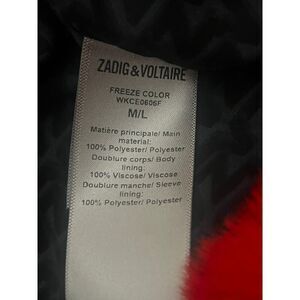 ZADIG & VOLTAIRE
FREEZE COLOR
WKCE0606F
M/L
Matière principale/ Main
material:
100% Polyester/ Polyester
Doublure corps/ Body
lining:
100% Viscose/ Viscose
Doublure manche/ Sleeve
lining:
100% Polyester/ Polyester